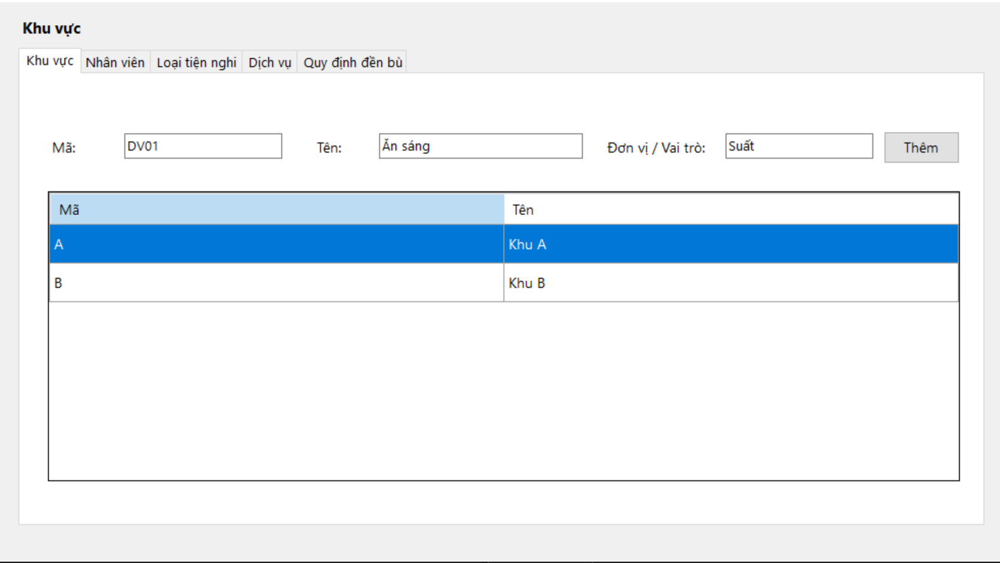 Khu vực
Khu vực Nhân viên Loại tiện nghi Dịch vụ Quy định đền bù
Mã: DV01 Tên: Ăn sáng Đơn vị / Vai trò: Suất Thêm
Mã Tên
A Khu A
B Khu B